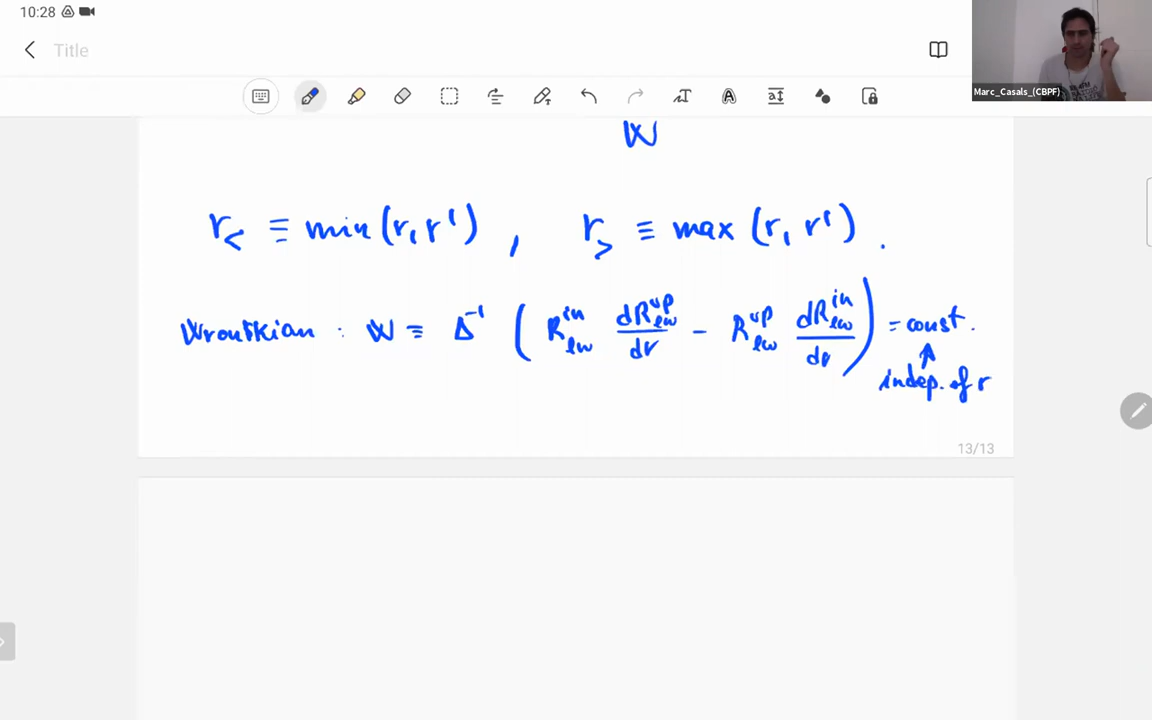 10:28
Title
Marc_Casals_(CBPF)
W
r< ≡ min(r, r') , r> ≡ max(r, r') .
Wronskian : W ≡ Δ⁻¹ ( R^in_lω dR^up_lω/dr − R^up_lω dR^in_lω/dr ) = const.
↑
indep. of r
13/13